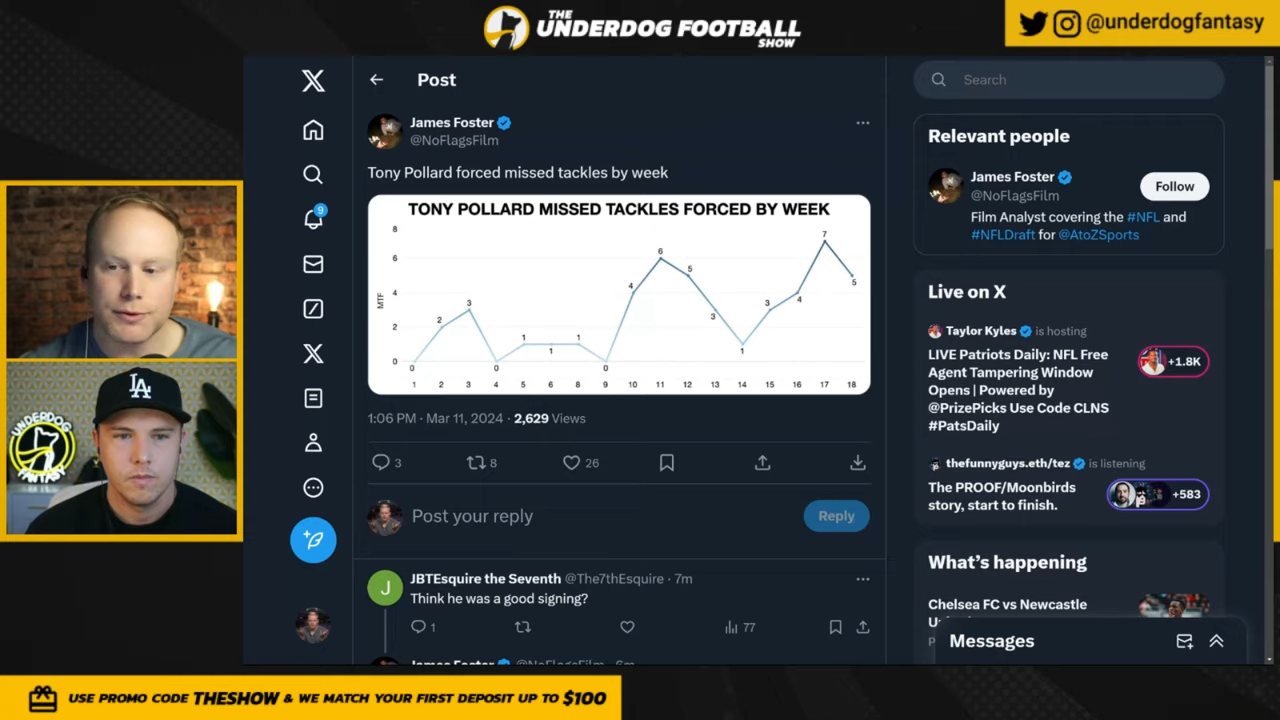 THE
UNDERDOG FOOTBALL
SHOW
@underdogfantasy
Post
Search
James Foster
@NoFlagsFilm
Tony Pollard forced missed tackles by week
TONY POLLARD MISSED TACKLES FORCED BY WEEK
8
6
4
2
0
MTF
0 2 3 0 1 1 1 0 4 6 5 3 1 3 4 7 5
1 2 3 4 5 6 7 8 9 10 11 12 13 14 15 16 17 18
1:06 PM · Mar 11, 2024 · 2,629 Views
3 8 26
Post your reply
Reply
J
JBTEsquire the Seventh @The7thEsquire · 7m
Think he was a good signing?
1 77
James Foster @NoFlagsFilm · 6m
9
Relevant people
James Foster
@NoFlagsFilm
Follow
Film Analyst covering the #NFL and
#NFLDraft for @AtoZSports
Live on X
Taylor Kyles is hosting
LIVE Patriots Daily: NFL Free
Agent Tampering Window
Opens | Powered by
@PrizePicks Use Code CLNS
#PatsDaily
+1.8K
thefunnyguys.eth/tez is listening
The PROOF/Moonbirds
story, start to finish.
+583
What's happening
Chelsea FC vs Newcastle
Messages
LA
UNDERDOG
FANTASY
USE PROMO CODE THESHOW & WE MATCH YOUR FIRST DEPOSIT UP TO $100